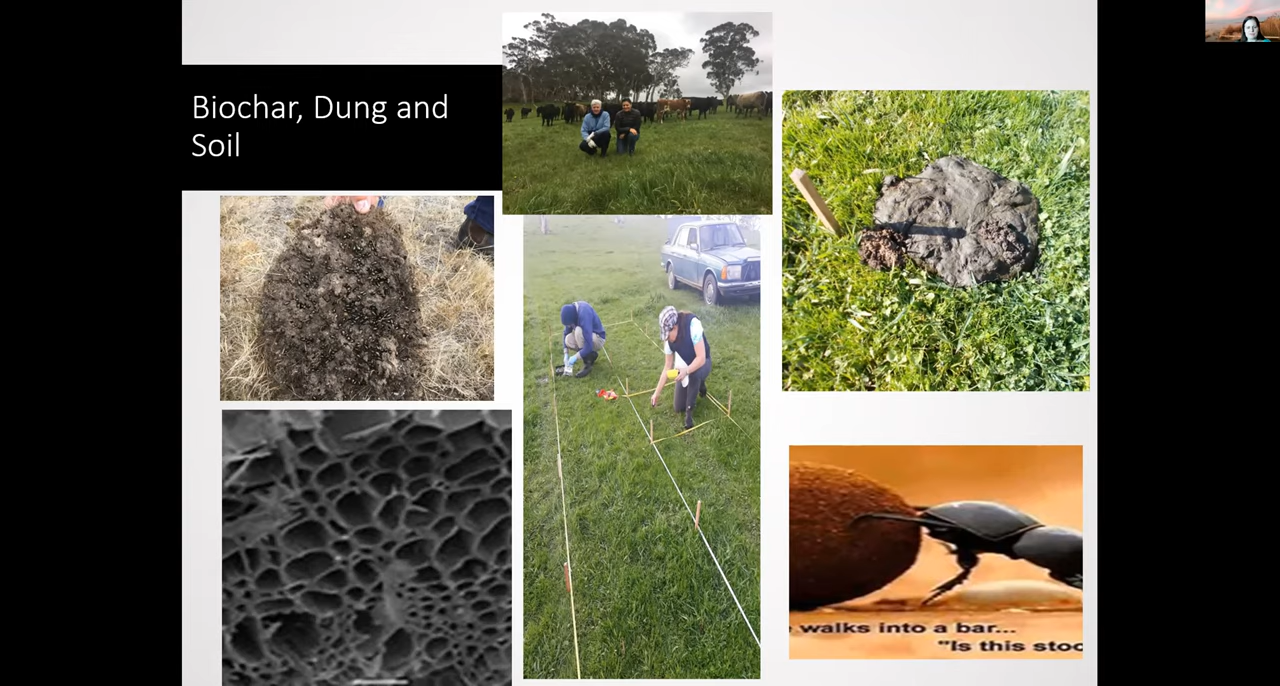 Biochar, Dung and
Soil
walks into a bar...
"Is this stoo